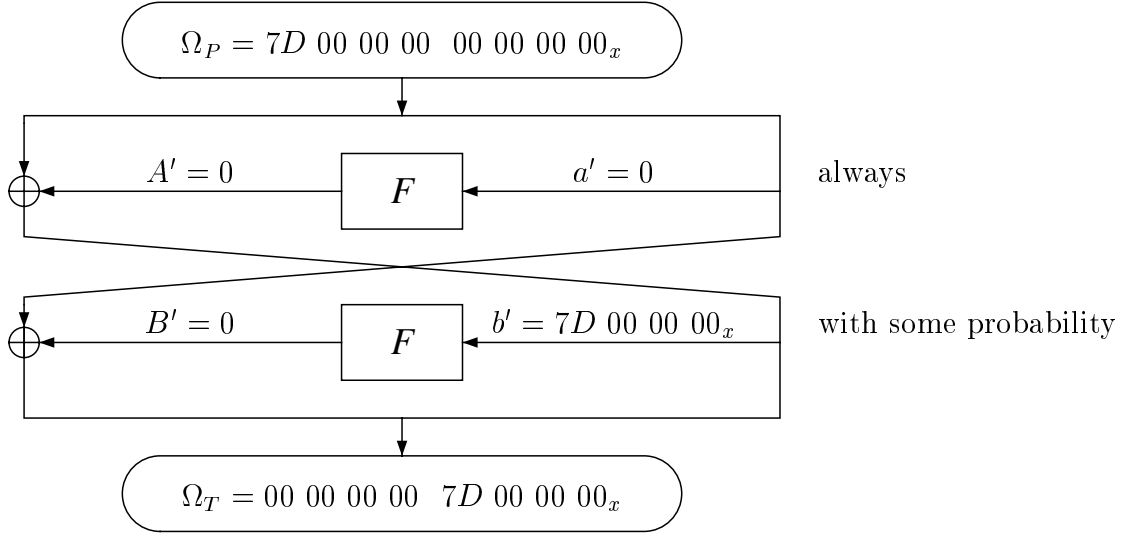 Ω_P = 7D 00 00 00 00 00 00 00_x
A′ = 0 F a′ = 0 always
B′ = 0 F b′ = 7D 00 00 00_x with some probability
Ω_T = 00 00 00 00 7D 00 00 00_x